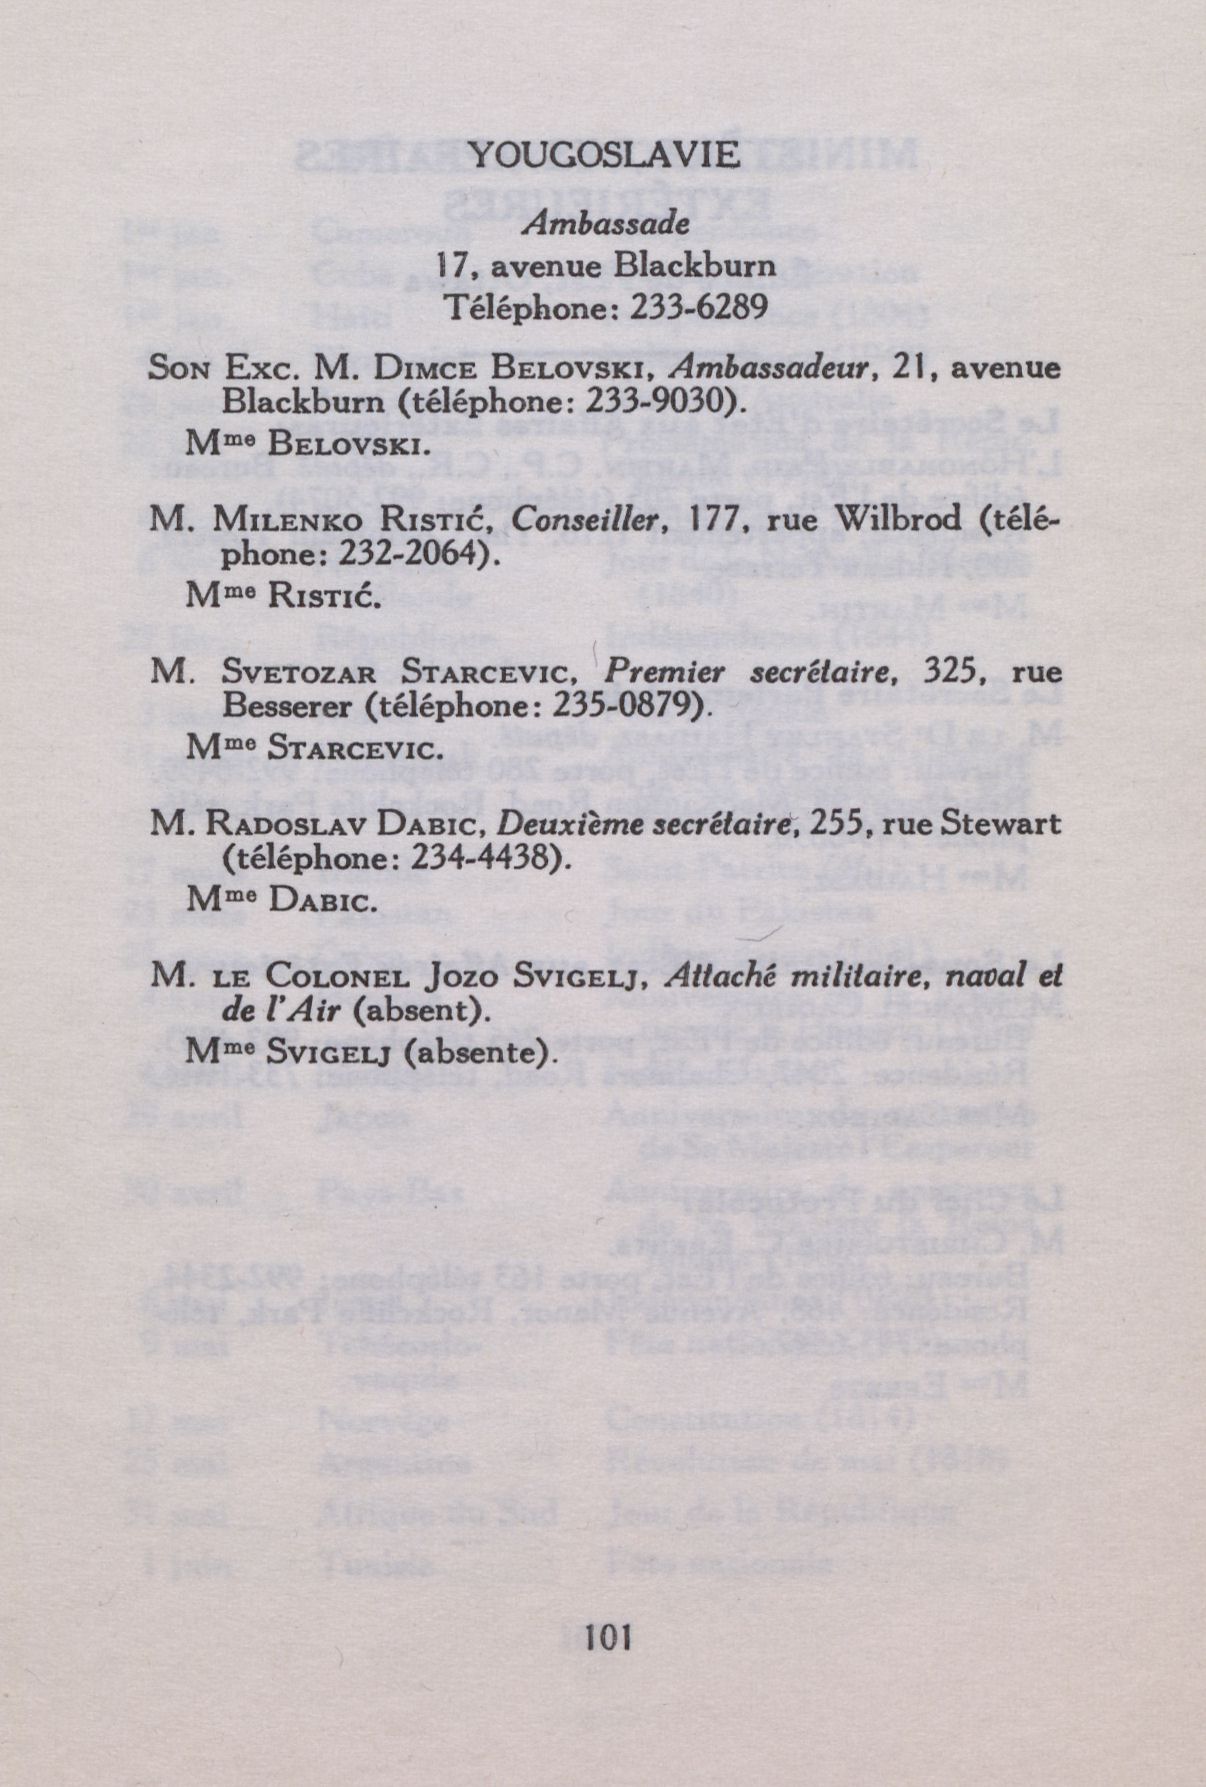 YOUGOSLAVIE
Ambassade
17, avenue Blackburn
Téléphone: 233-6289
SON EXC. M. DIMCE BELOVSKI, Ambassadeur, 21, avenue
Blackburn (téléphone: 233-9030).
Mme BELOVSKI.
M. MILENKO RISTIĆ, Conseiller, 177, rue Wilbrod (télé-
phone: 232-2064).
Mme RISTIĆ.
M. SVETOZAR STARCEVIC, Premier secrétaire, 325, rue
Besserer (téléphone: 235-0879).
Mme STARCEVIC.
M. RADOSLAV DABIC, Deuxième secrétaire, 255, rue Stewart
(téléphone: 234-4438).
Mme DABIC.
M. LE COLONEL JOZO SVIGELJ, Attaché militaire, naval et
de l'Air (absent).
Mme SVIGELJ (absente).
101